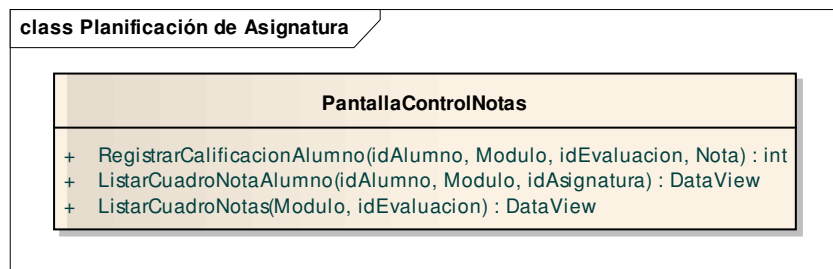 class Planificación de Asignatura
PantallaControlNotas
+ RegistrarCalificacionAlumno(idAlumno, Modulo, idEvaluacion, Nota) : int
+ ListarCuadroNotaAlumno(idAlumno, Modulo, idAsignatura) : DataView
+ ListarCuadroNotas(Modulo, idEvaluacion) : DataView